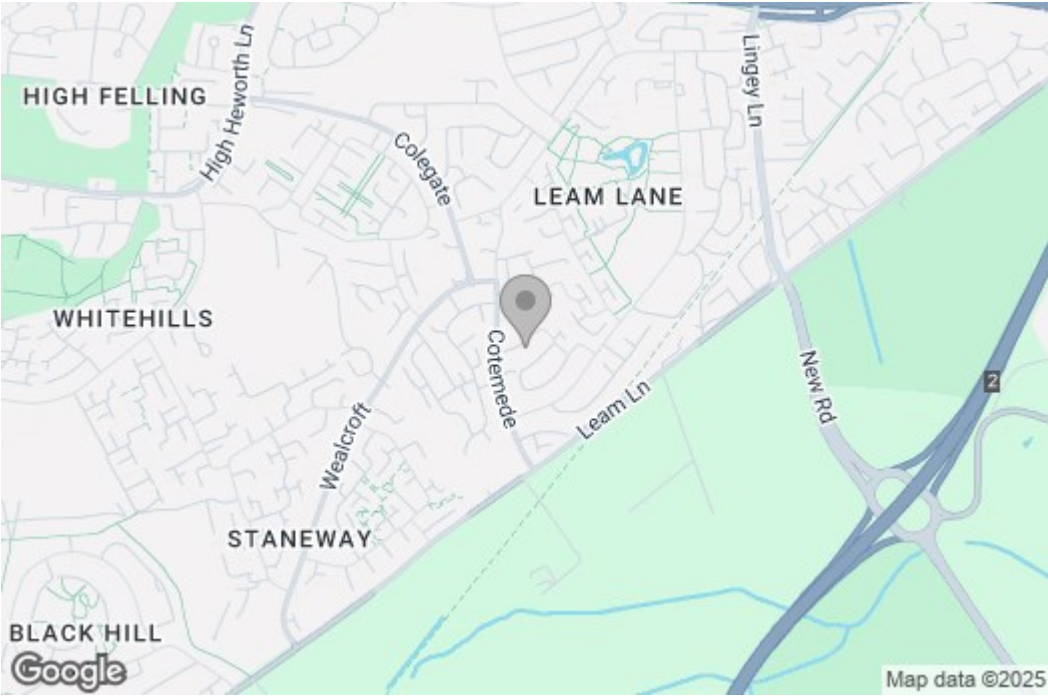 HIGH FELLING
High Heworth Ln
Colegate
Lingey Ln
LEAM LANE
WHITEHILLS
Cotemede
Wealcroft
Leam Ln
New Rd
2
STANEWAY
BLACK HILL
Google
Map data ©2025